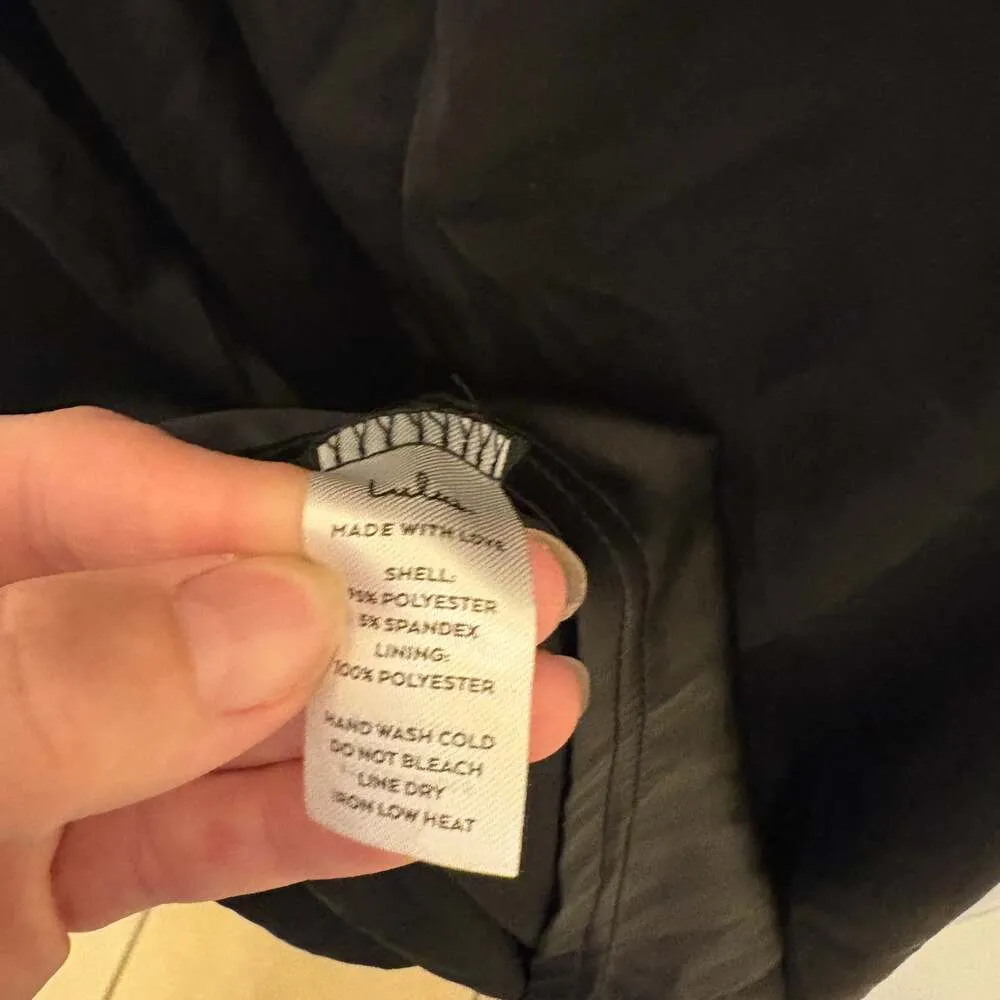 Lulus
MADE WITH LOVE
SHELL:
95% POLYESTER
5% SPANDEX
LINING:
100% POLYESTER
HAND WASH COLD
DO NOT BLEACH
LINE DRY
IRON LOW HEAT